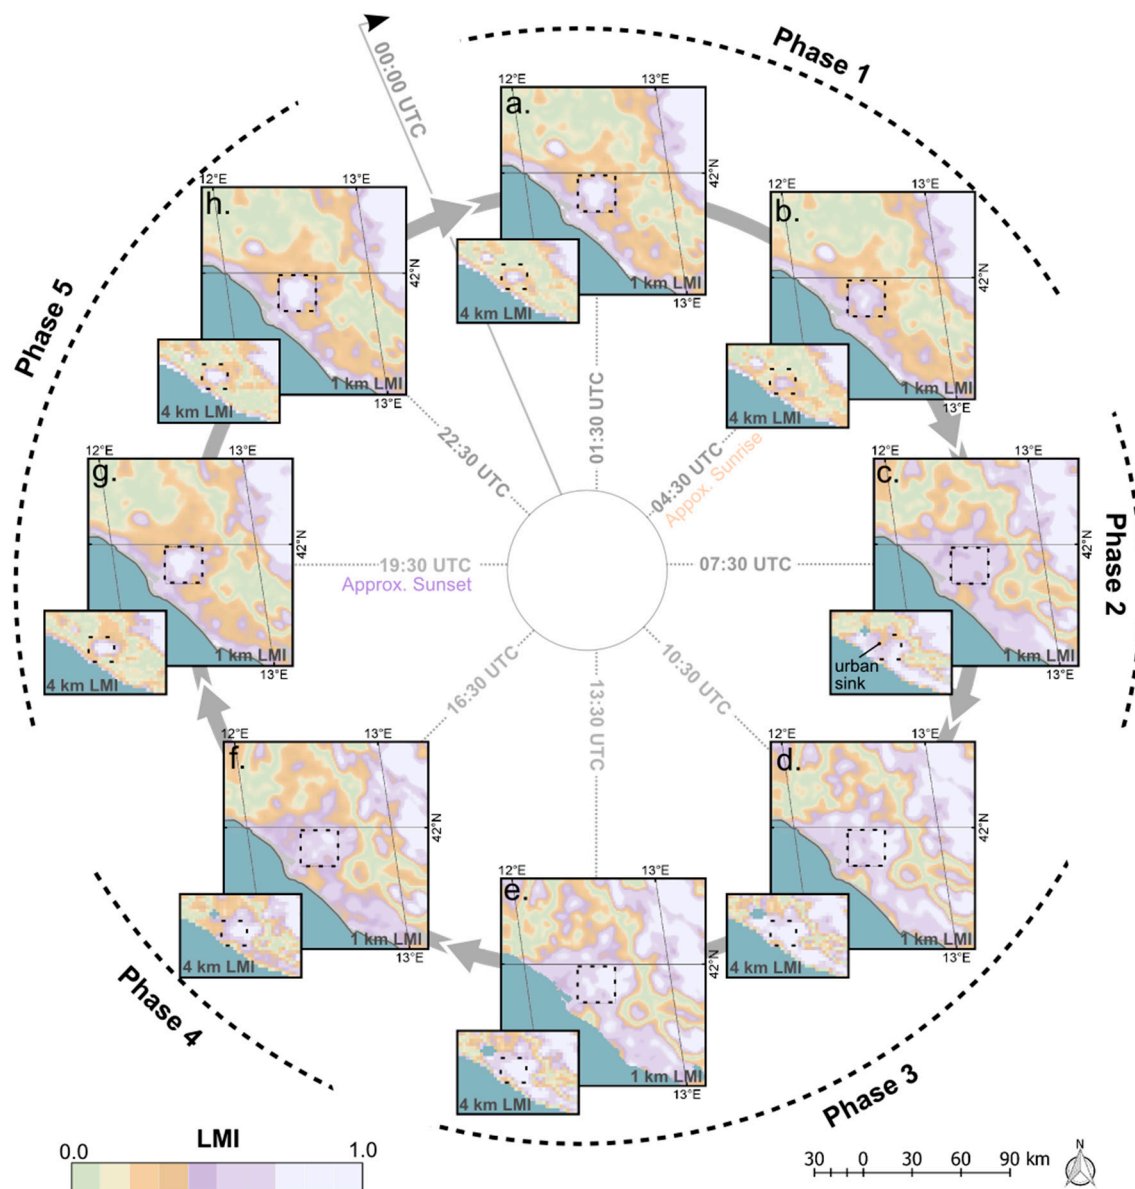 Phase 1
00:00 UTC
12°E
13°E
a.
42°N
1 km LMI
13°E
4 km LMI
12°E
13°E
h.
42°N
1 km LMI
13°E
4 km LMI
12°E
13°E
b.
42°N
1 km LMI
13°E
4 km LMI
Phase 5
22:30 UTC
01:30 UTC
04:30 UTC
Appox. Sunrise
12°E
13°E
g.
42°N
1 km LMI
13°E
4 km LMI
19:30 UTC
Approx. Sunset
07:30 UTC
12°E
13°E
c.
42°N
1 km LMI
13°E
urban
sink
Phase 2
16:30 UTC
13:30 UTC
10:30 UTC
12°E
13°E
f.
42°N
1 km LMI
13°E
4 km LMI
12°E
13°E
e.
42°N
1 km LMI
13°E
4 km LMI
12°E
13°E
d.
42°N
1 km LMI
13°E
4 km LMI
Phase 4
Phase 3
LMI
0.0
1.0
30 0 30 60 90 km
N